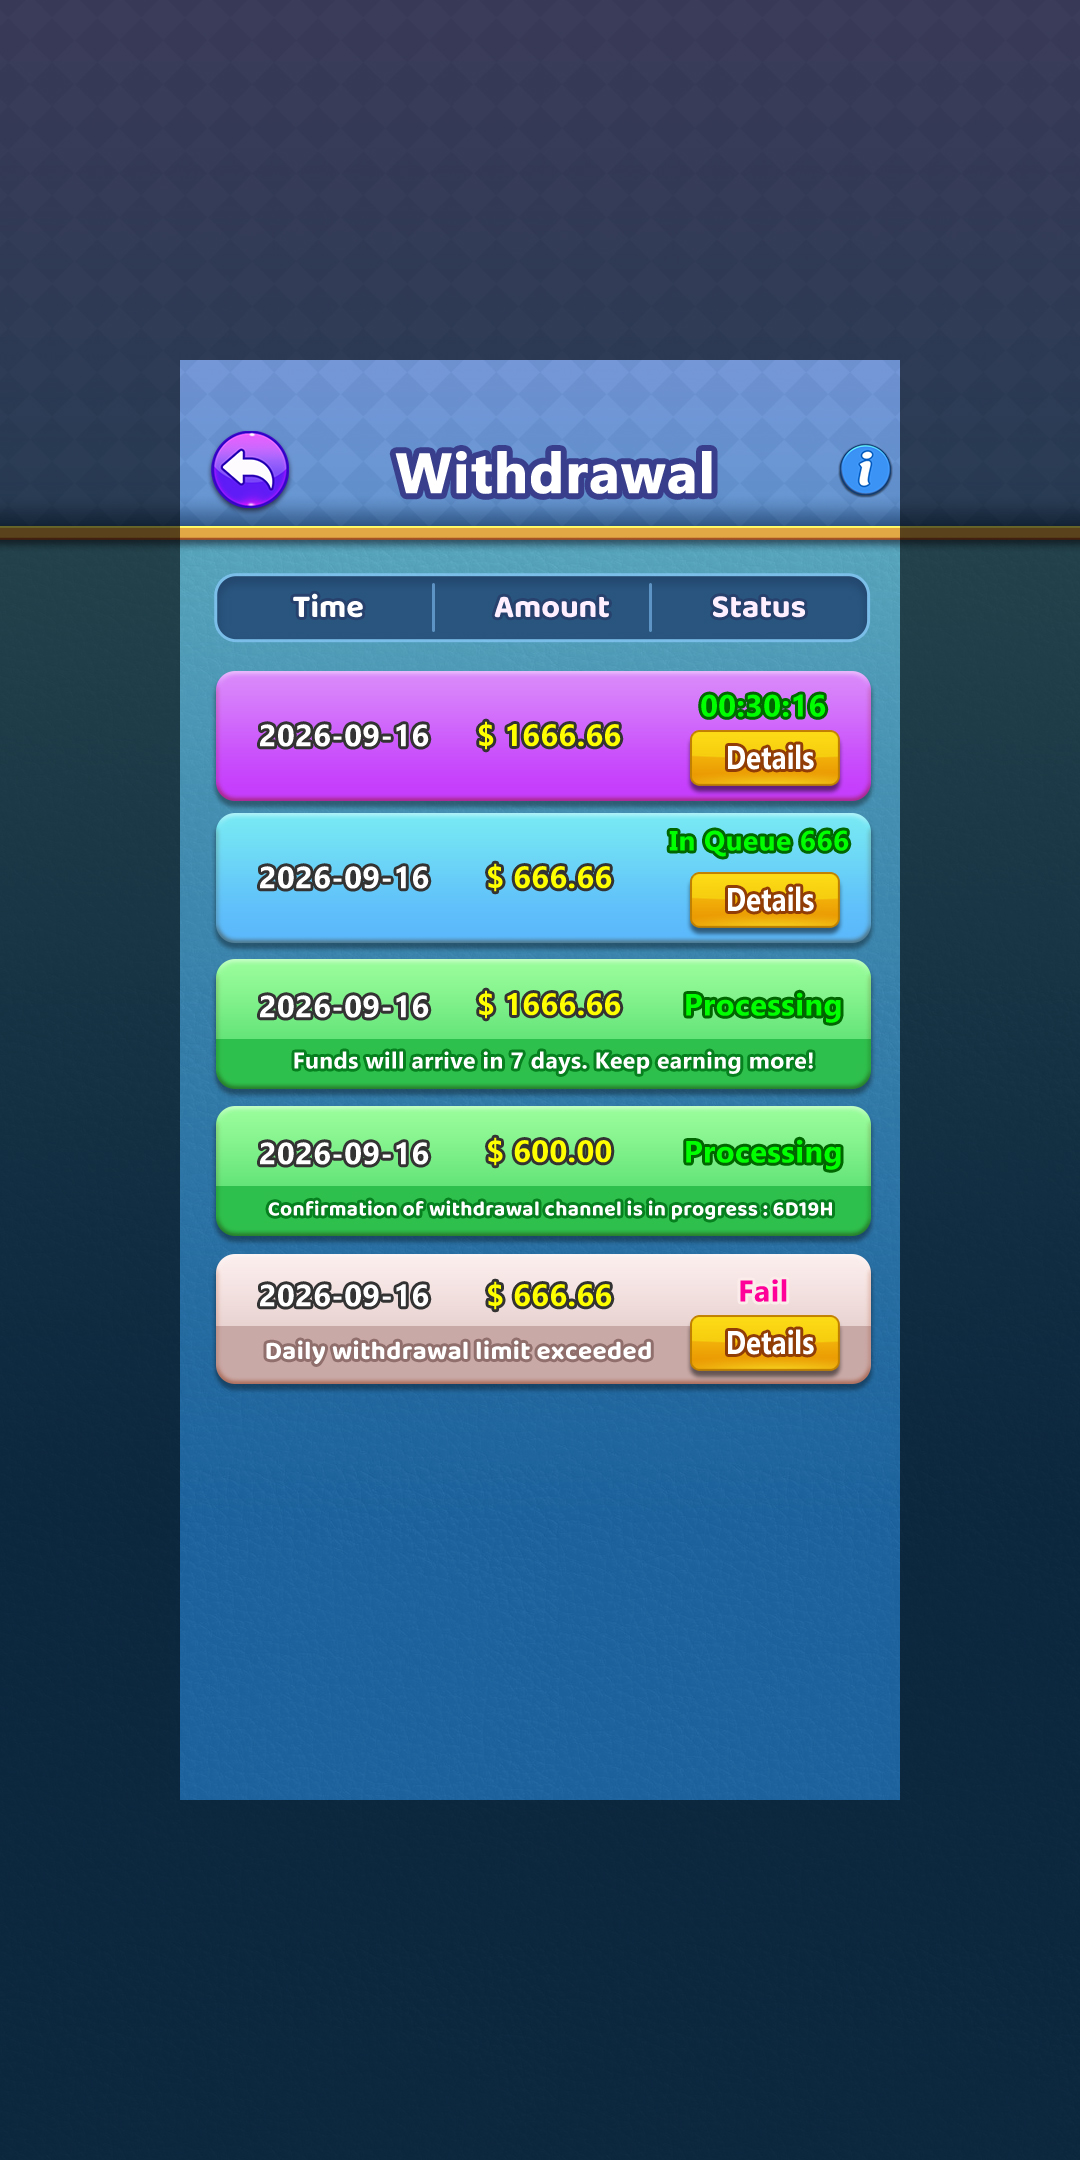 Withdrawal
i
Time Amount Status
00:30:16
2026-09-16 $ 1666.66
Details
In Queue 666
2026-09-16 $ 666.66
Details
2026-09-16 $ 1666.66 Processing
Funds will arrive in 7 days. Keep earning more!
2026-09-16 $ 600.00 Processing
Confirmation of withdrawal channel is in progress : 6D19H
2026-09-16 $ 666.66 Fail
Daily withdrawal limit exceeded Details